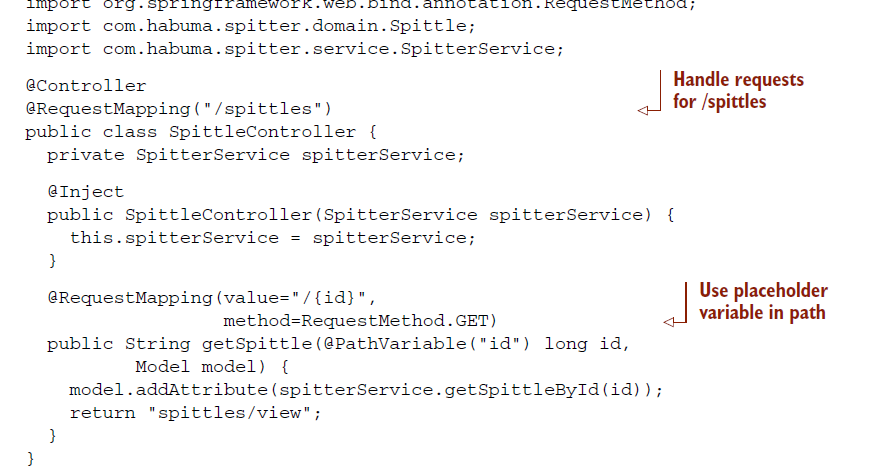 import org.springframework.web.bind.annotation.RequestMethod;
import com.habuma.spitter.domain.Spittle;
import com.habuma.spitter.service.SpitterService;
@Controller
@RequestMapping("/spittles")
public class SpittleController {
  private SpitterService spitterService;
Handle requests
for /spittles
  @Inject
  public SpittleController(SpitterService spitterService) {
    this.spitterService = spitterService;
  }
  @RequestMapping(value="/{id}",
                  method=RequestMethod.GET)
Use placeholder
variable in path
  public String getSpittle(@PathVariable("id") long id,
          Model model) {
    model.addAttribute(spitterService.getSpittleById(id));
    return "spittles/view";
  }
}